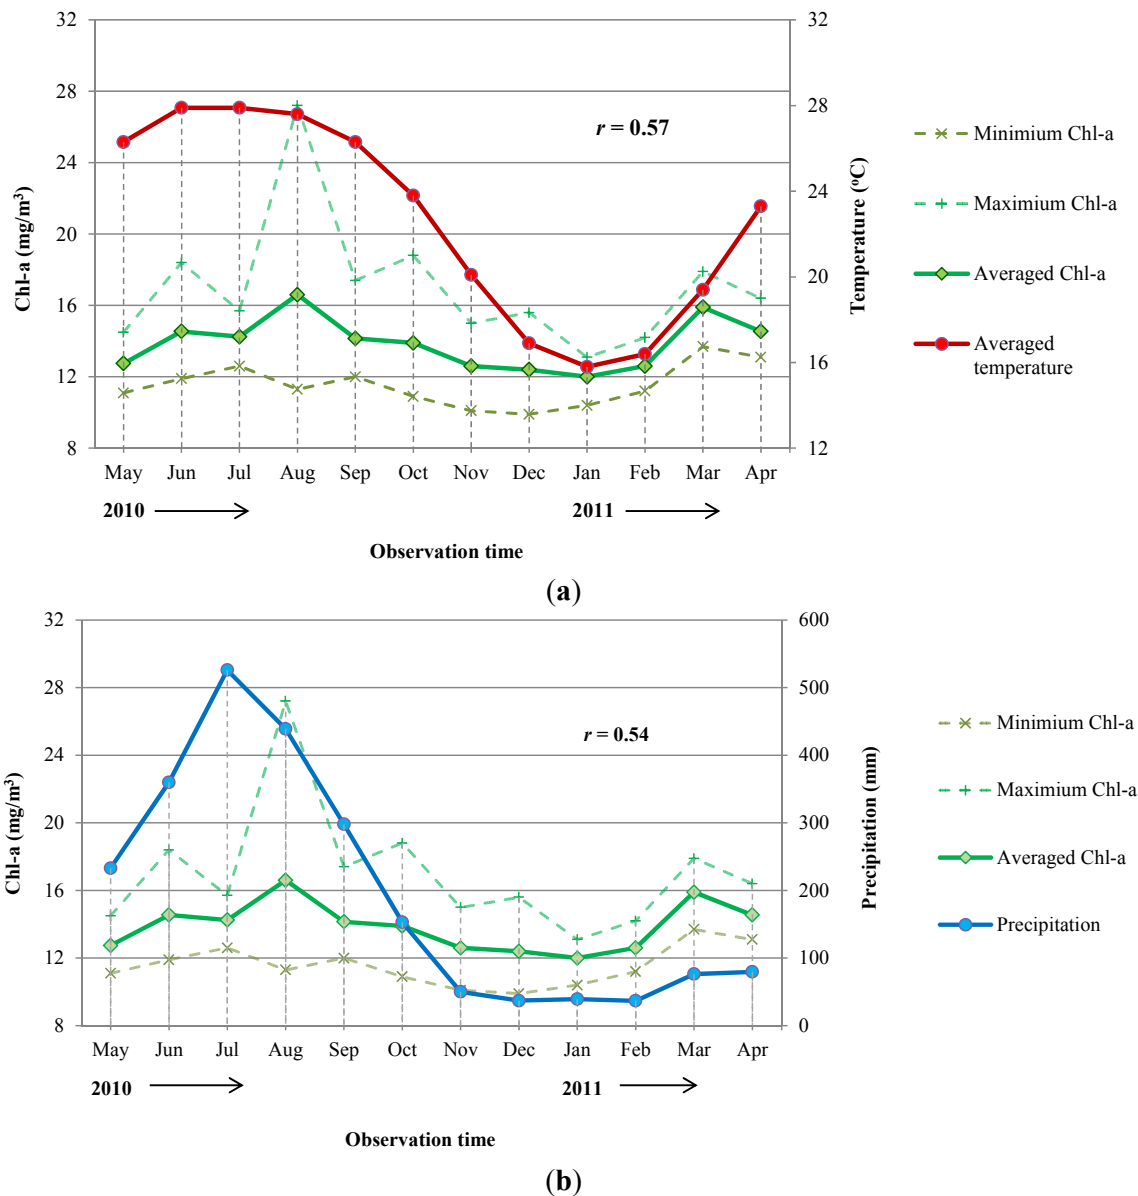 32
28
24
20
16
12
8
Chl-a (mg/m³)
32
28
24
20
16
12
Temperature (ºC)
r = 0.57
May Jun Jul Aug Sep Oct Nov Dec Jan Feb Mar Apr
2010 2011
Observation time
Minimium Chl-a
Maximium Chl-a
Averaged Chl-a
Averaged
temperature
(a)
32
28
24
20
16
12
8
Chl-a (mg/m³)
600
500
400
300
200
100
0
Precipitation (mm)
r = 0.54
May Jun Jul Aug Sep Oct Nov Dec Jan Feb Mar Apr
2010 2011
Observation time
Minimium Chl-a
Maximium Chl-a
Averaged Chl-a
Precipitation
(b)